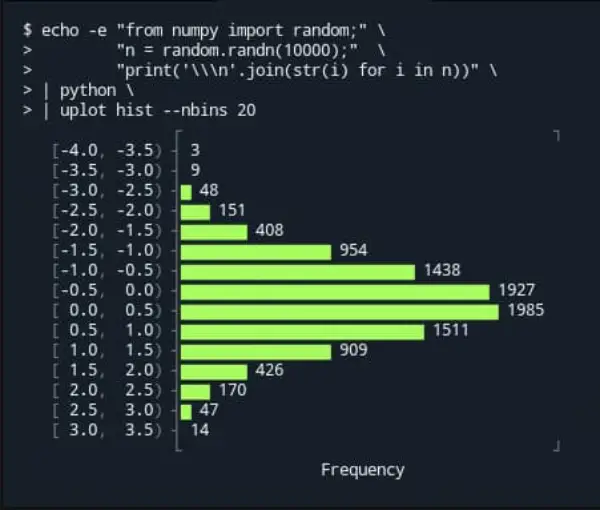 $ echo -e "from numpy import random;" \
>         "n = random.randn(10000);"  \
>         "print('\\\n'.join(str(i) for i in n))" \
> | python \
> | uplot hist --nbins 20
[-4.0, -3.5) 3
[-3.5, -3.0) 9
[-3.0, -2.5) 48
[-2.5, -2.0) 151
[-2.0, -1.5) 408
[-1.5, -1.0) 954
[-1.0, -0.5) 1438
[-0.5,  0.0) 1927
[ 0.0,  0.5) 1985
[ 0.5,  1.0) 1511
[ 1.0,  1.5) 909
[ 1.5,  2.0) 426
[ 2.0,  2.5) 170
[ 2.5,  3.0) 47
[ 3.0,  3.5) 14
Frequency